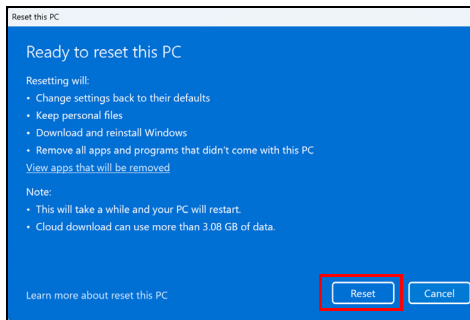 Reset this PC
Ready to reset this PC
Resetting will:
• Change settings back to their defaults
• Keep personal files
• Download and reinstall Windows
• Remove all apps and programs that didn't come with this PC
View apps that will be removed
Note:
• This will take a while and your PC will restart.
• Cloud download can use more than 3.08 GB of data.
Learn more about reset this PC
Reset
Cancel